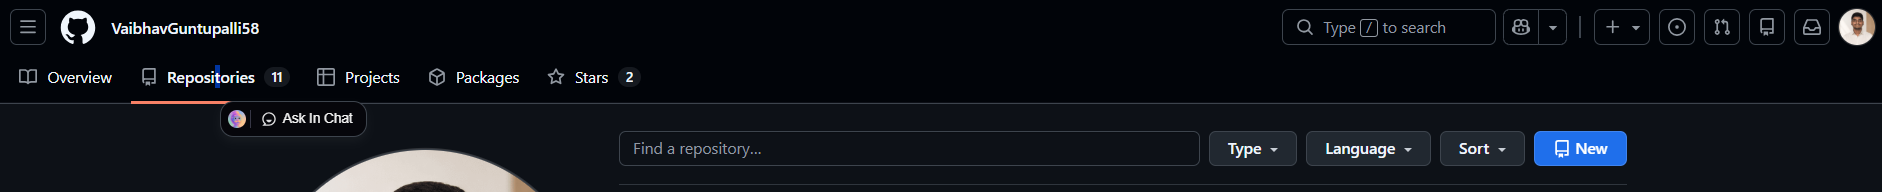 VaibhavGuntupalli58
Type / to search
Overview
Repositories 11
Projects
Packages
Stars 2
Ask In Chat
Find a repository...
Type
Language
Sort
New